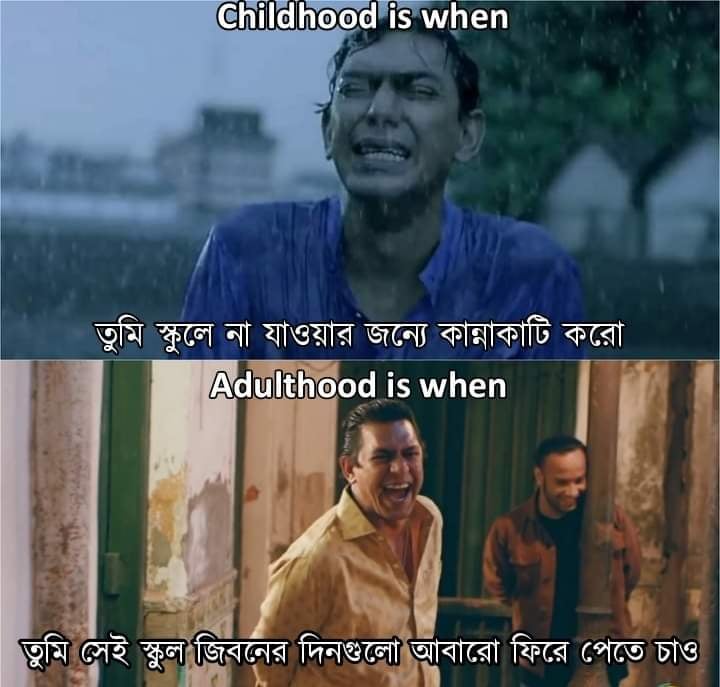 Childhood is when
তুমি স্কুলে না যাওয়ার জন্যে কান্নাকাটি করো
Adulthood is when
তুমি সেই স্কুল জিবনের দিনগুলো আবারো ফিরে পেতে চাও